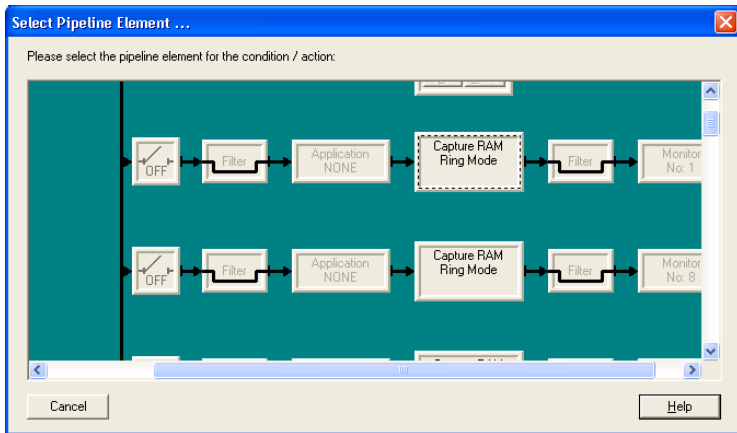 Select Pipeline Element ...
Please select the pipeline element for the condition / action:
OFF
Filter
Application
NONE
Capture RAM
Ring Mode
Filter
Monitor
No: 1
OFF
Filter
Application
NONE
Capture RAM
Ring Mode
Filter
Monitor
No: 8
Cancel
Help